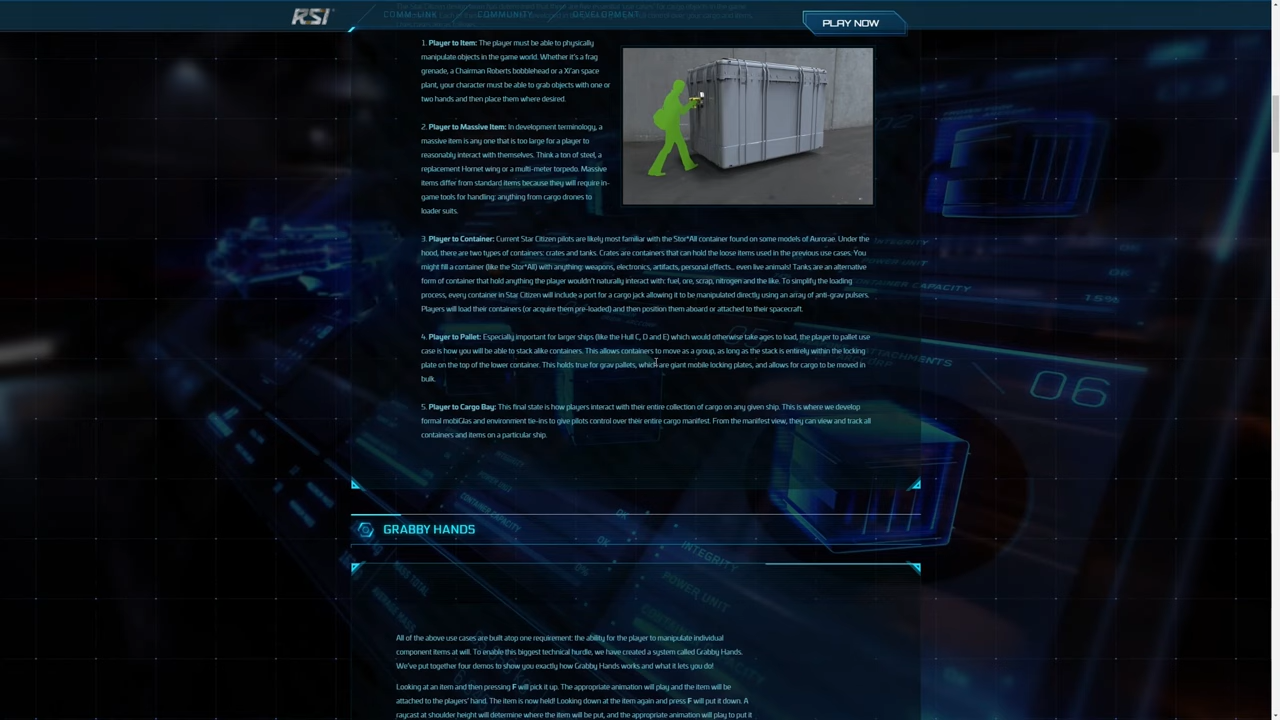 RSI
COMM-LINK
COMMUNITY
DEVELOPMENT
PLAY NOW
1. Player to Item: The player must be able to physically
manipulate objects in the game world. Whether it's a frag
grenade, a Chairman Roberts bobblehead or a Xi'an space
plant, your character must be able to grab objects with one or
two hands and then place them where desired.
2. Player to Massive Item: In development terminology, a
massive item is any one that is too large for a player to
reasonably interact with themselves. Think a ton of steel, a
replacement Hornet wing or a multi-meter torpedo. Massive
items differ from standard items because they will require in-
game tools for handling: anything from cargo drones to
loader suits.
3. Player to Container: Current Star Citizen pilots are likely most familiar with the Stor*All container found on some models of Aurorae. Under the
hood, there are two types of containers: crates and tanks. Crates are containers that can hold the loose items used in the previous use cases. You
might fill a container (like the Stor*All) with anything: weapons, electronics, artifacts, personal effects... even live animals! Tanks are an alternative
form of container that hold anything the player wouldn't naturally interact with: fuel, ore, scrap, nitrogen and the like. To simplify the loading
process, every container in Star Citizen will include a port for a cargo jack allowing it to be manipulated directly using an array of anti-grav pulsers.
Players will load their containers (or acquire them pre-loaded) and then position them aboard or attached to their spacecraft.
4. Player to Pallet: Especially important for larger ships (like the Hull C, D and E) which would otherwise take ages to load, the player to pallet use
case is how you will be able to stack alike containers. This allows containers to move as a group, as long as the stack is entirely within the locking
plate on the top of the lower container. This holds true for grav pallets, which are giant mobile locking plates, and allows for cargo to be moved in
bulk.
5. Player to Cargo Bay: This final state is how players interact with their entire collection of cargo on any given ship. This is where we develop
formal mobiGlas and environment tie-ins to give pilots control over their entire cargo manifest. From the manifest view, they can view and track all
containers and items on a particular ship.
GRABBY HANDS
All of the above use cases are built atop one requirement: the ability for the player to manipulate individual
component items at will. To enable this biggest technical hurdle, we have created a system called Grabby Hands.
We've put together four demos to show you exactly how Grabby Hands works and what it lets you do!
Looking at an item and then pressing F will pick it up. The appropriate animation will play and the item will be
attached to the players' hand. The item is now held! Looking down at the item again and press F will put it down. A
raycast at shoulder height will determine where the item will be put, and the appropriate animation will play to put it
INTEGRITY
POWER UNIT
CONTAINER CAPACITY
OK
15%
ATTACHMENTS
06